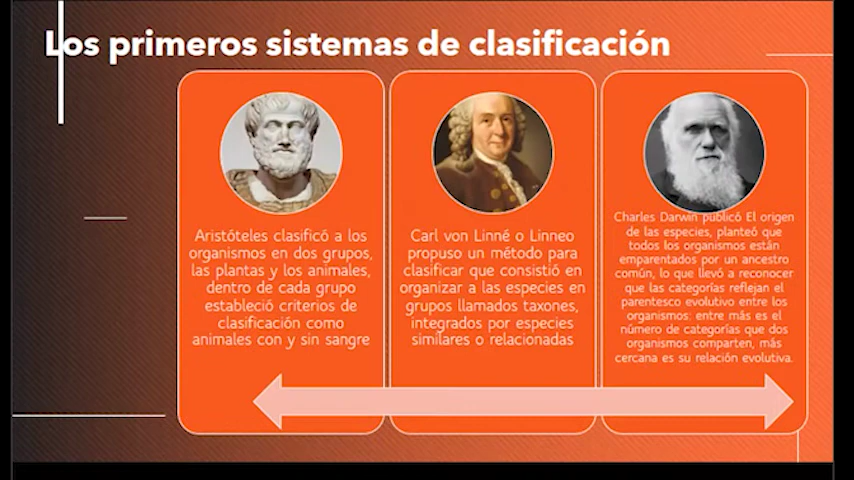 Los primeros sistemas de clasificación
Aristóteles clasificó a los
organismos en dos grupos,
las plantas y los animales,
dentro de cada grupo
estableció criterios de
clasificación como
animales con y sin sangre
Carl von Linné o Linneo
propuso un método para
clasificar que consistió en
organizar a las especies en
grupos llamados taxones,
integrados por especies
similares o relacionadas
Charles Darwin publicó El origen
de las especies, planteó que
todos los organismos están
emparentados por un ancestro
común, lo que llevó a reconocer
que las categorías reflejan el
parentesco evolutivo entre los
organismos: entre más es el
número de categorías que dos
organismos comparten, más
cercana es su relación evolutiva.